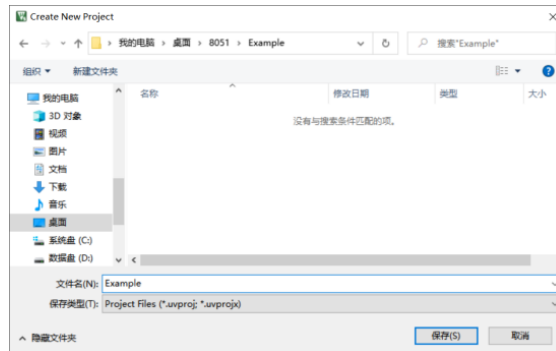 Create New Project
我的电脑 › 桌面 › 8051 › Example
搜索"Example"
组织 新建文件夹
名称 修改日期 类型 大小
没有与搜索条件匹配的项。
我的电脑
3D 对象
视频
图片
文档
下载
音乐
桌面
系统盘 (C:)
数据盘 (D:)
文件名(N): Example
保存类型(T): Project Files (*.uvproj; *.uvprojx)
隐藏文件夹 保存(S) 取消